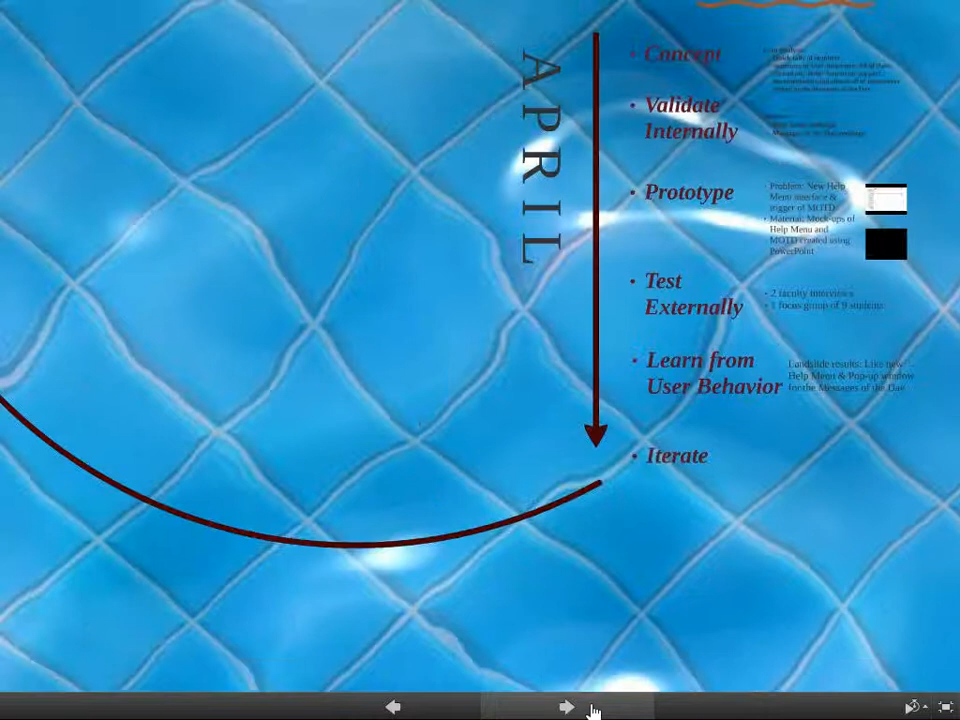 APRIL
• Concept
• Validate
Internally
• Prototype
• Problem: New Help
Menu interface &
trigger of MOTD
• Material: Mock-ups of
Help Menu and
MOTD created using
PowerPoint
• Test
Externally
• 2 faculty interviews
• 1 focus group of 9 students
• Learn from
User Behavior
Landslide results: Like new
Help Menu & Pop-up window
for the Messages of the Dae
• Iterate